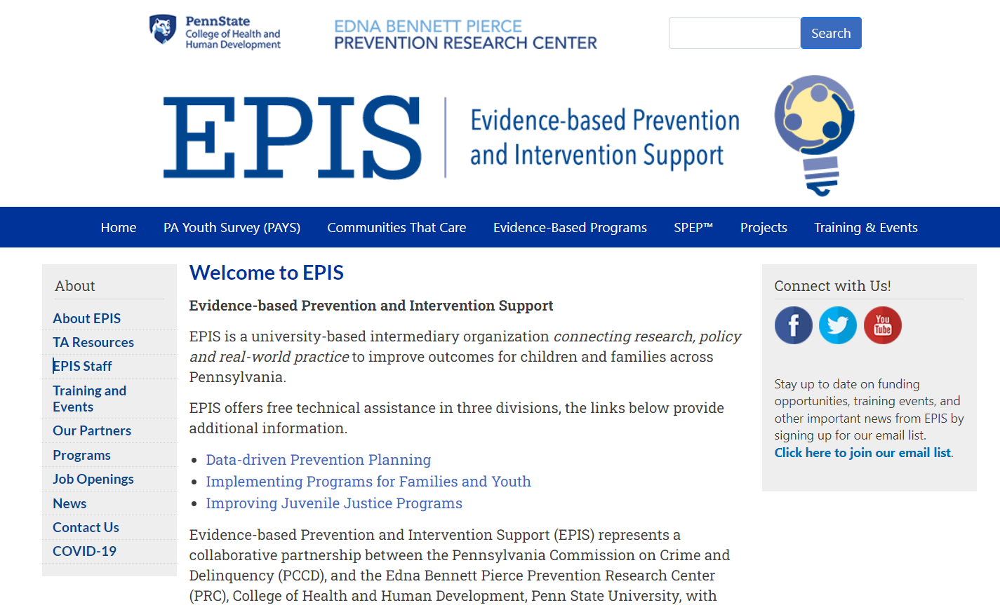 PennState
College of Health and
Human Development
EDNA BENNETT PIERCE
PREVENTION RESEARCH CENTER
Search
EPIS
Evidence-based Prevention
and Intervention Support
Home
PA Youth Survey (PAYS)
Communities That Care
Evidence-Based Programs
SPEP™
Projects
Training & Events
About
About EPIS
TA Resources
EPIS Staff
Training and
Events
Our Partners
Programs
Job Openings
News
Contact Us
COVID-19
Welcome to EPIS
Evidence-based Prevention and Intervention Support
EPIS is a university-based intermediary organization connecting research, policy
and real-world practice to improve outcomes for children and families across
Pennsylvania.
EPIS offers free technical assistance in three divisions, the links below provide
additional information.
Data-driven Prevention Planning
Implementing Programs for Families and Youth
Improving Juvenile Justice Programs
Evidence-based Prevention and Intervention Support (EPIS) represents a
collaborative partnership between the Pennsylvania Commission on Crime and
Delinquency (PCCD), and the Edna Bennett Pierce Prevention Research Center
(PRC), College of Health and Human Development, Penn State University, with
Connect with Us!
You
Tube
Stay up to date on funding
opportunities, training events, and
other important news from EPIS by
signing up for our email list.
Click here to join our email list.